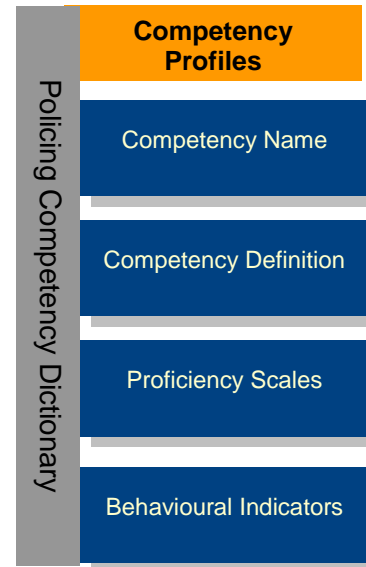 Policing Competency Dictionary
Competency
Profiles
Competency Name
Competency Definition
Proficiency Scales
Behavioural Indicators